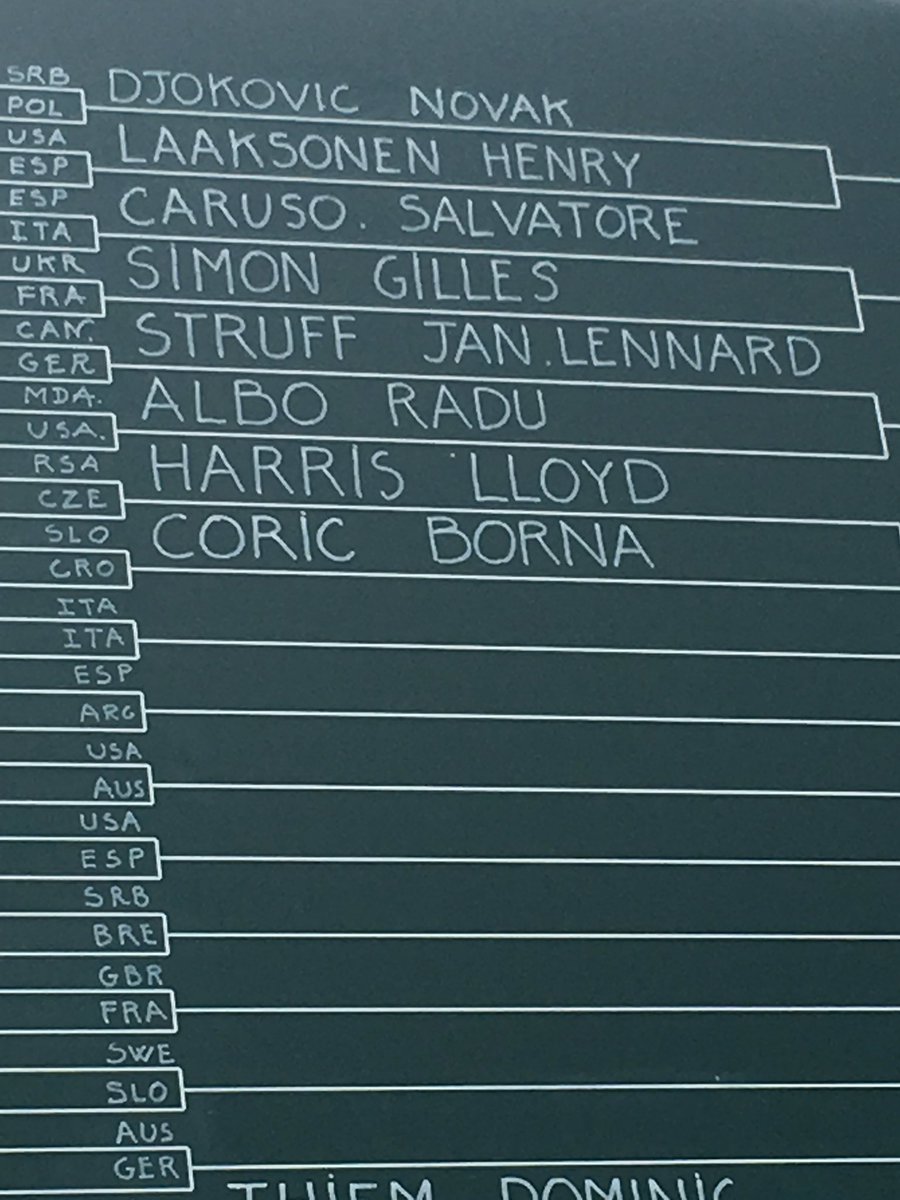 SRB
DJOKOVIC NOVAK
POL
USA
LAAKSONEN HENRY
ESP
ESP
CARUSO. SALVATORE
ITA
UKR
SIMON GILLES
FRA
CAN.
STRUFF JAN.LENNARD
GER
MDA.
ALBO RADU
USA.
RSA
HARRIS LLOYD
CZE
SLO
CORIC BORNA
CRO
ITA
ITA
ESP
ARG
USA
AUS
USA
ESP
SRB
BRE
GBR
FRA
SWE
SLO
AUS
GER
THIEM DOMINIC